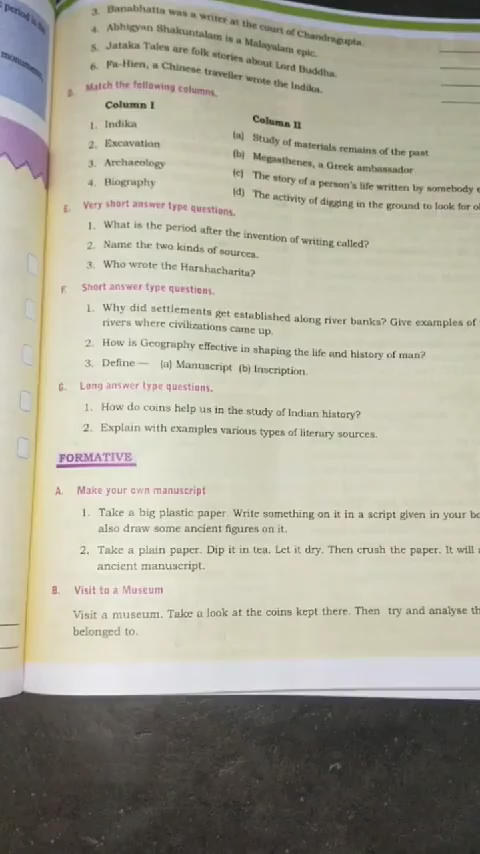 period is the
monuments
3. Banabhatta was a writer at the court of Chandragupta.
4. Abhigyan Shakuntalam is a Malayalam epic.
5. Jataka Tales are folk stories about Lord Buddha.
6. Fa-Hien, a Chinese traveller wrote the Indika.
D. Match the following columns.
Column I Column II
1. Indika (a) Study of materials remains of the past
2. Excavation (b) Megasthenes, a Greek ambassador
3. Archaeology (c) The story of a person's life written by somebody
4. Biography (d) The activity of digging in the ground to look for
E. Very short answer type questions.
1. What is the period after the invention of writing called?
2. Name the two kinds of sources.
3. Who wrote the Harshacharita?
F. Short answer type questions.
1. Why did settlements get established along river banks? Give examples of
rivers where civilizations came up.
2. How is Geography effective in shaping the life and history of man?
3. Define — (a) Manuscript (b) Inscription.
G. Long answer type questions.
1. How do coins help us in the study of Indian history?
2. Explain with examples various types of literary sources.
FORMATIVE
A. Make your own manuscript
1. Take a big plastic paper. Write something on it in a script given in your
also draw some ancient figures on it.
2. Take a plain paper. Dip it in tea. Let it dry. Then crush the paper. It will
ancient manuscript.
B. Visit to a Museum
Visit a museum. Take a look at the coins kept there. Then try and analyse
belonged to.